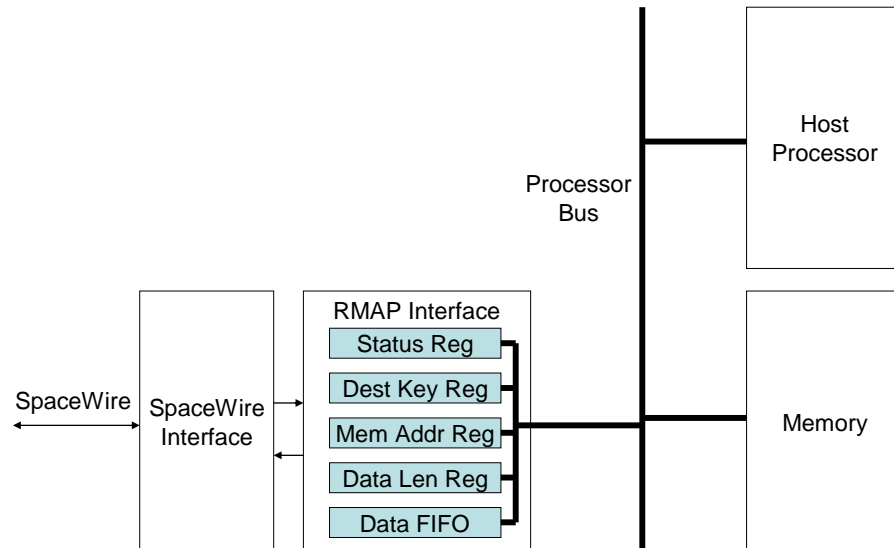 Host
Processor
Processor
Bus
RMAP Interface
Status Reg
Dest Key Reg
SpaceWire
SpaceWire
Interface
Mem Addr Reg
Memory
Data Len Reg
Data FIFO